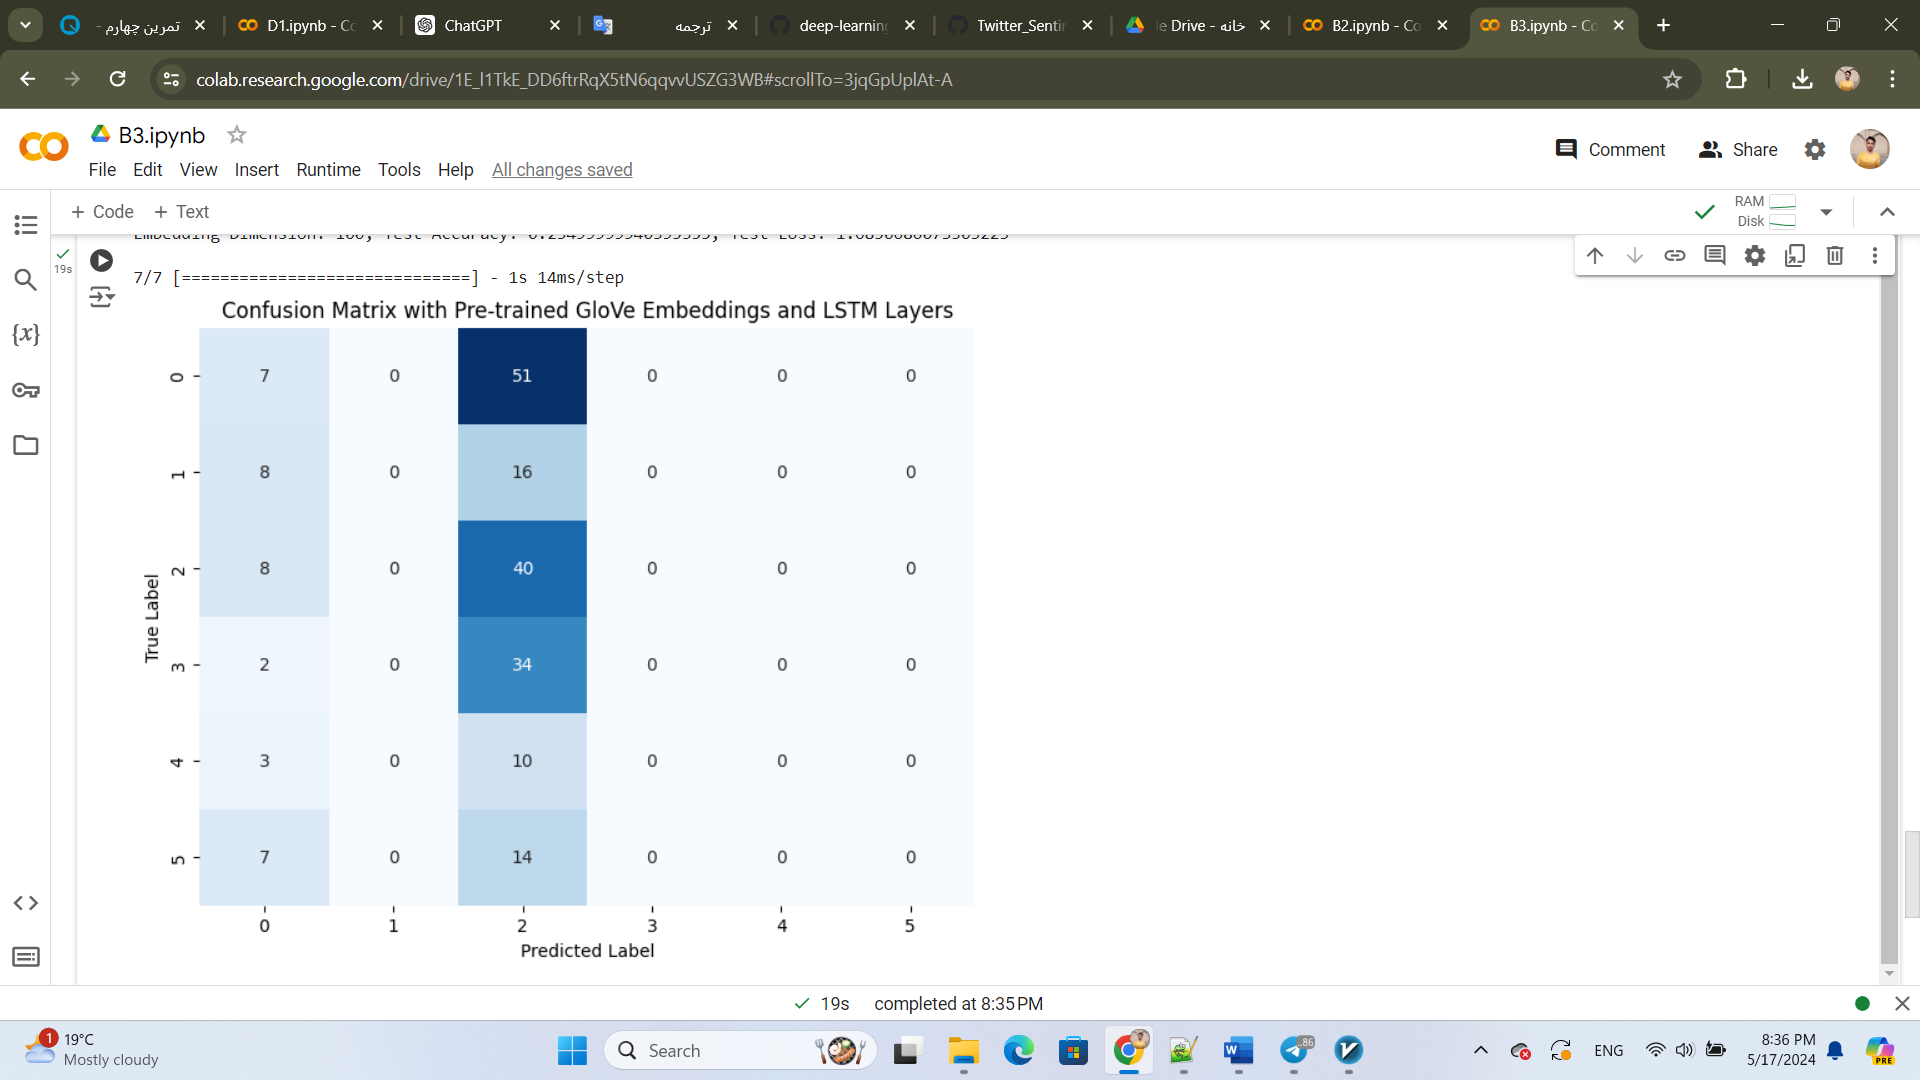 تمرین چهارم -
D1.ipynb - Co
ChatGPT
ترجمه
deep-learning
Twitter_Sentir
le Drive - خانه
B2.ipynb - Co
B3.ipynb - Co
colab.research.google.com/drive/1E_l1TkE_DD6ftrRqX5tN6qqvvUSZG3WB#scrollTo=3jqGpUplAt-A
B3.ipynb
Comment
Share
File Edit View Insert Runtime Tools Help All changes saved
+ Code + Text
RAM
Disk
19s
7/7 [==============================] - 1s 14ms/step
Confusion Matrix with Pre-trained GloVe Embeddings and LSTM Layers
True Label
0 7 0 51 0 0 0
1 8 0 16 0 0 0
2 8 0 40 0 0 0
3 2 0 34 0 0 0
4 3 0 10 0 0 0
5 7 0 14 0 0 0
0 1 2 3 4 5
Predicted Label
19s completed at 8:35 PM
1
19°C
Mostly cloudy
Search
86
ENG
8:36 PM
5/17/2024
PRE